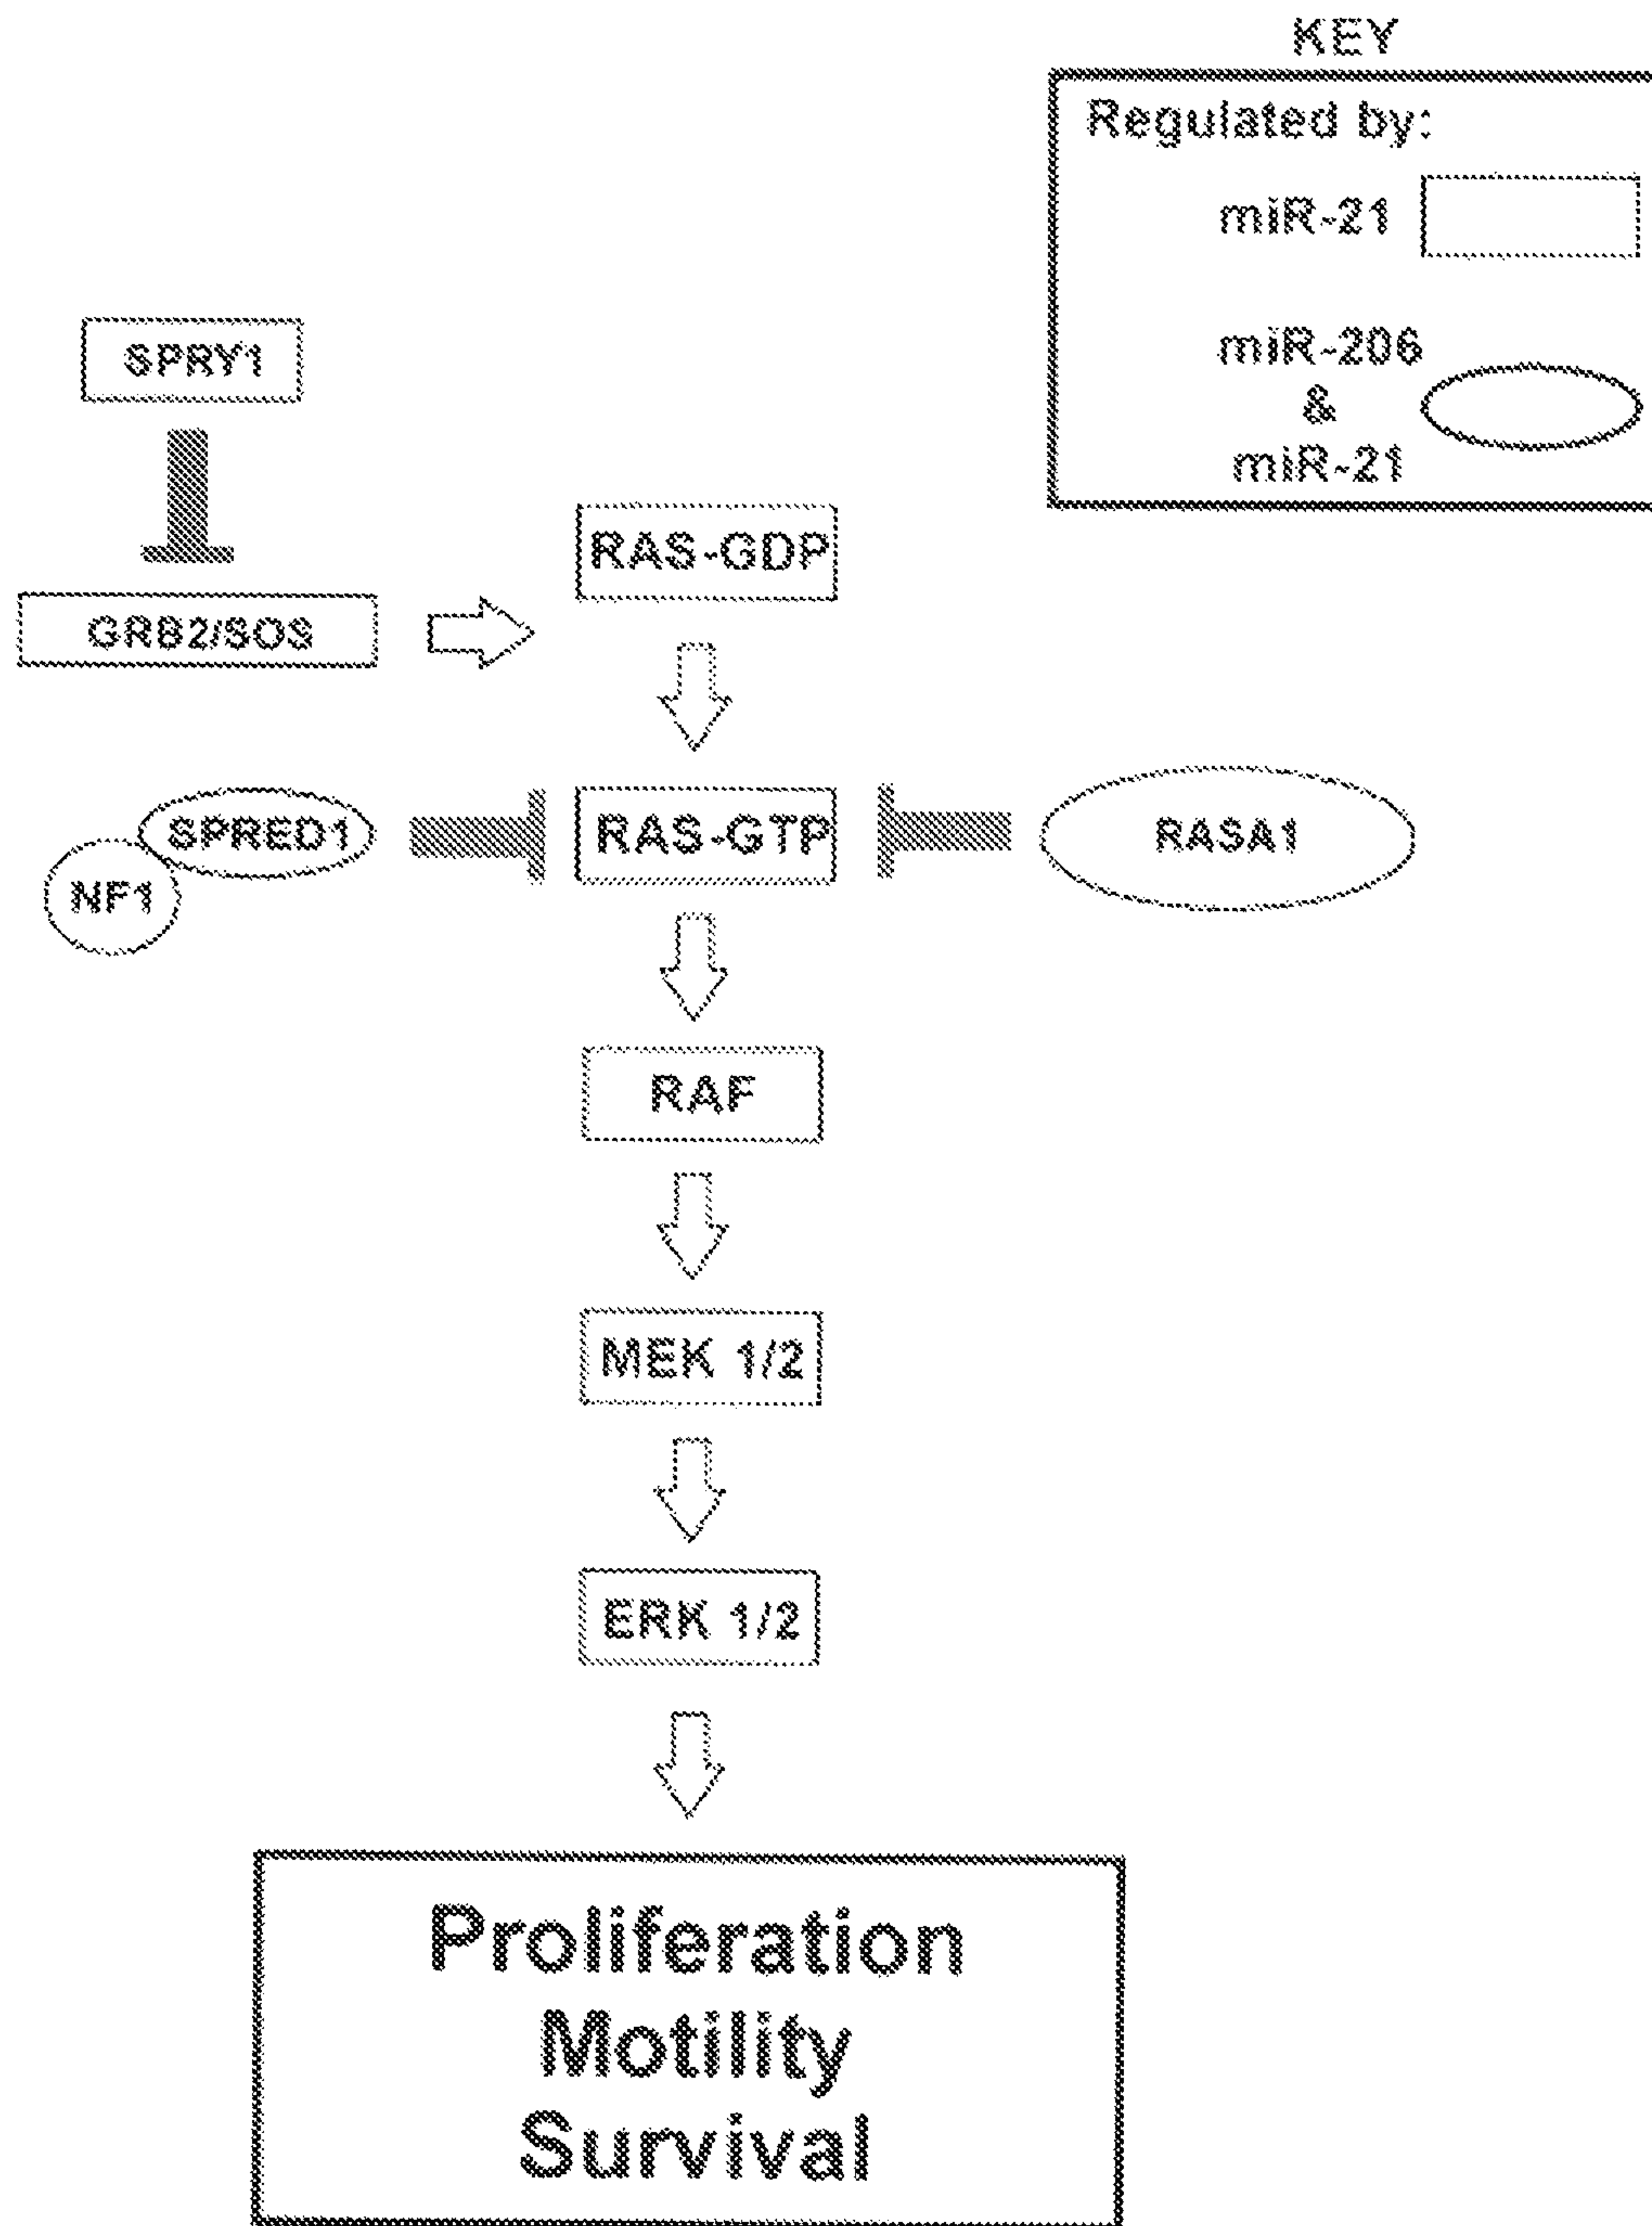 KEY
Regulated by:
miR-21
miR-206
&
miR-21
SPRY1
RAS-GDP
GRB2/SOS
SPRED1
RAS-GTP
RASA1
NF1
RAF
MEK 1/2
ERK 1/2
Proliferation
Motility
Survival